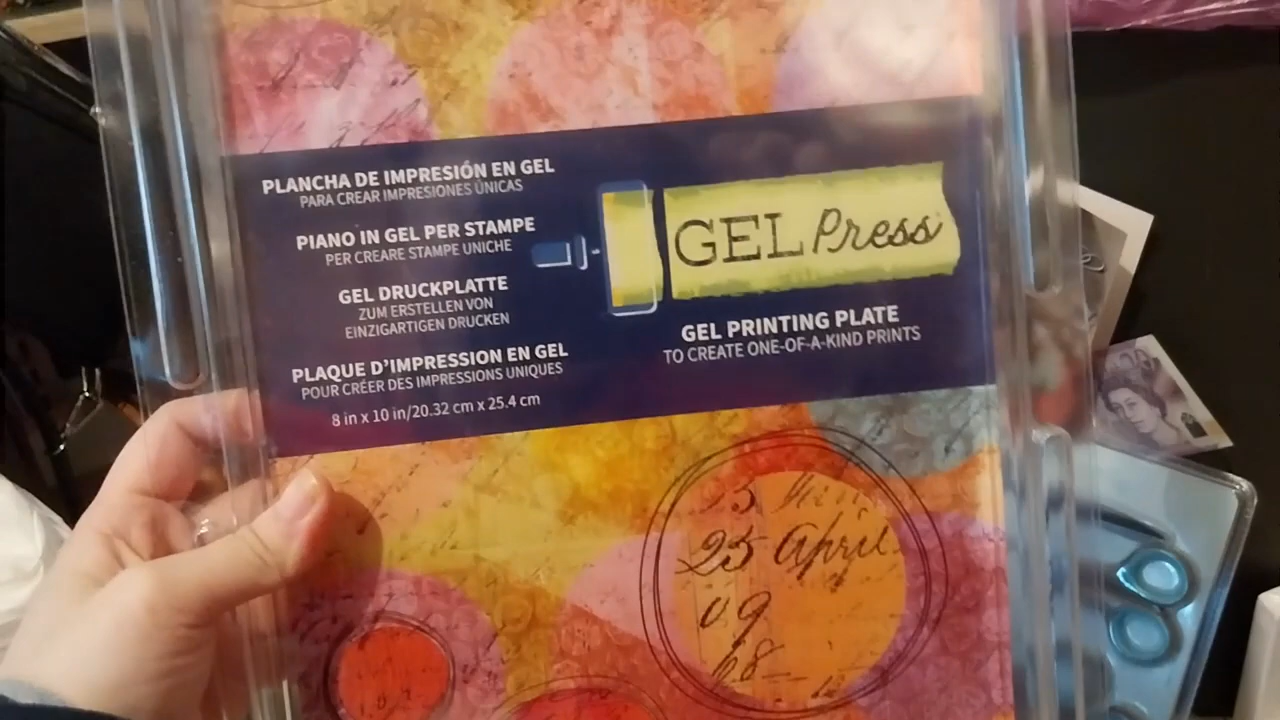 PLANCHA DE IMPRESIÓN EN GEL
PARA CREAR IMPRESIONES ÚNICAS
PIANO IN GEL PER STAMPE
PER CREARE STAMPE UNICHE
GEL DRUCKPLATTE
ZUM ERSTELLEN VON
EINZIGARTIGEN DRUCKEN
PLAQUE D'IMPRESSION EN GEL
POUR CRÉER DES IMPRESSIONS UNIQUES
8 in x 10 in/20.32 cm x 25.4 cm
GEL Press
GEL PRINTING PLATE
TO CREATE ONE-OF-A-KIND PRINTS
25 April
09
68